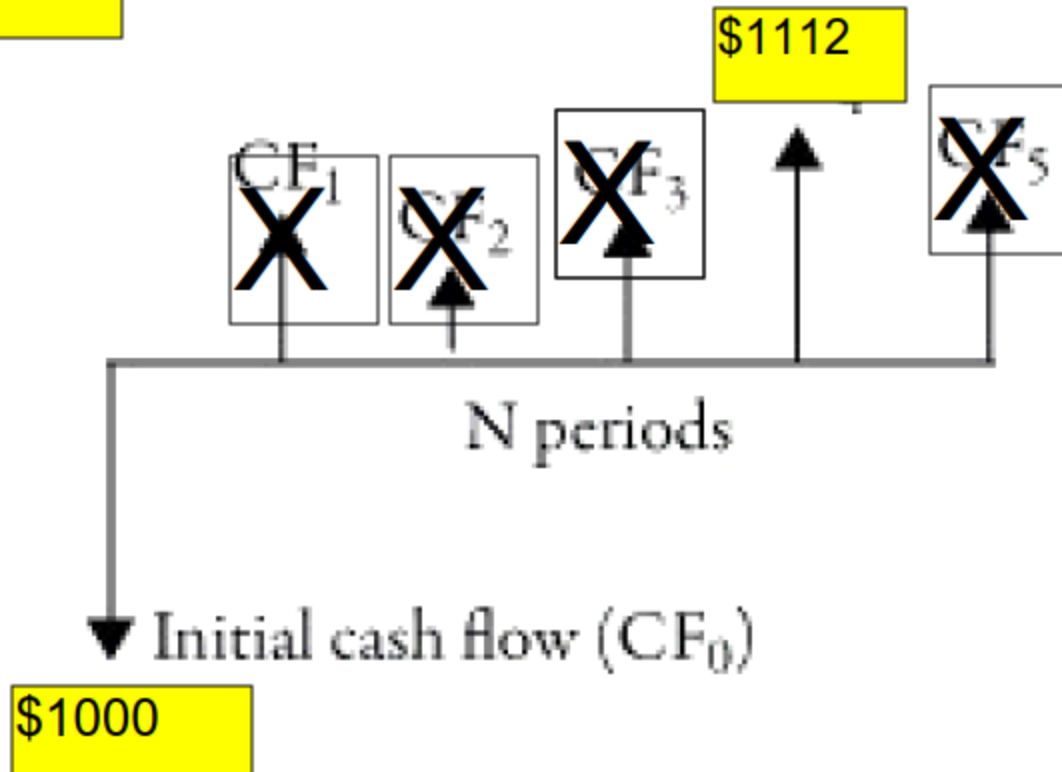 $1112
CF₁
CF₂
CF₃
CF₅
X X X X
N periods
Initial cash flow (CF₀)
$1000